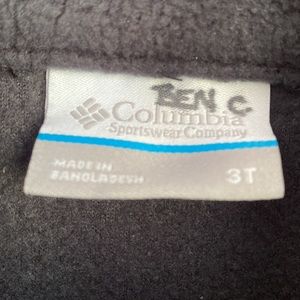 BEN C
Columbia
Sportswear Company
MADE IN
BANGLADESH
3T